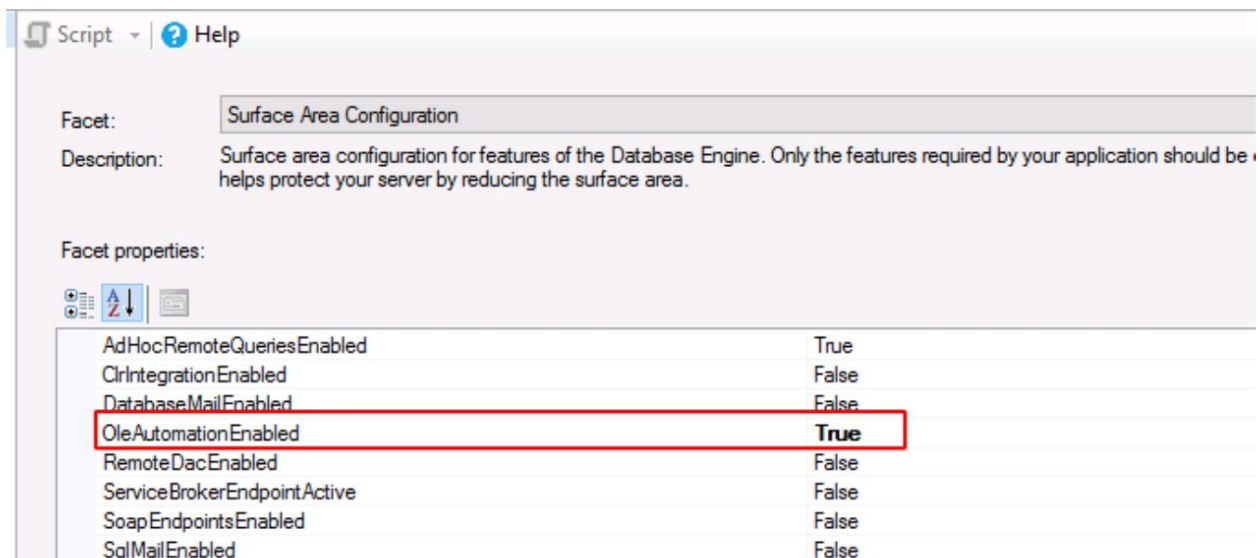 Script Help
Facet: Surface Area Configuration
Description: Surface area configuration for features of the Database Engine. Only the features required by your application should be
helps protect your server by reducing the surface area.
Facet properties:
AdHocRemoteQueriesEnabled True
ClrIntegrationEnabled False
DatabaseMailEnabled False
OleAutomationEnabled True
RemoteDacEnabled False
ServiceBrokerEndpointActive False
SoapEndpointsEnabled False
SqlMailEnabled False